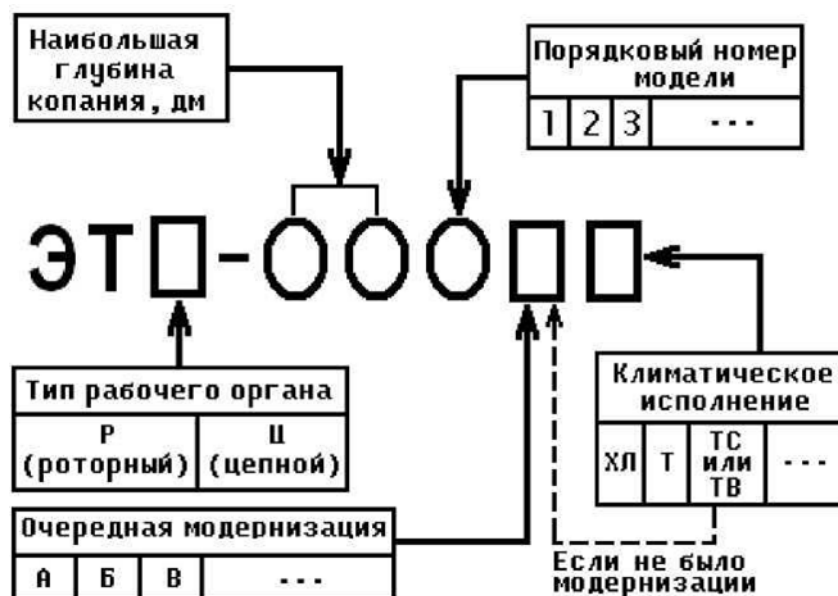 Наибольшая
глубина
копания, дм
Порядковый номер
модели
1 2 3 ---
ЭТ -
Тип рабочего органа
Р
(роторный)
Ц
(цепной)
Климатическое
исполнение
ХЛ Т ТС
или
ТВ
---
Очередная модернизация
А Б В ---
Если не было
модернизации